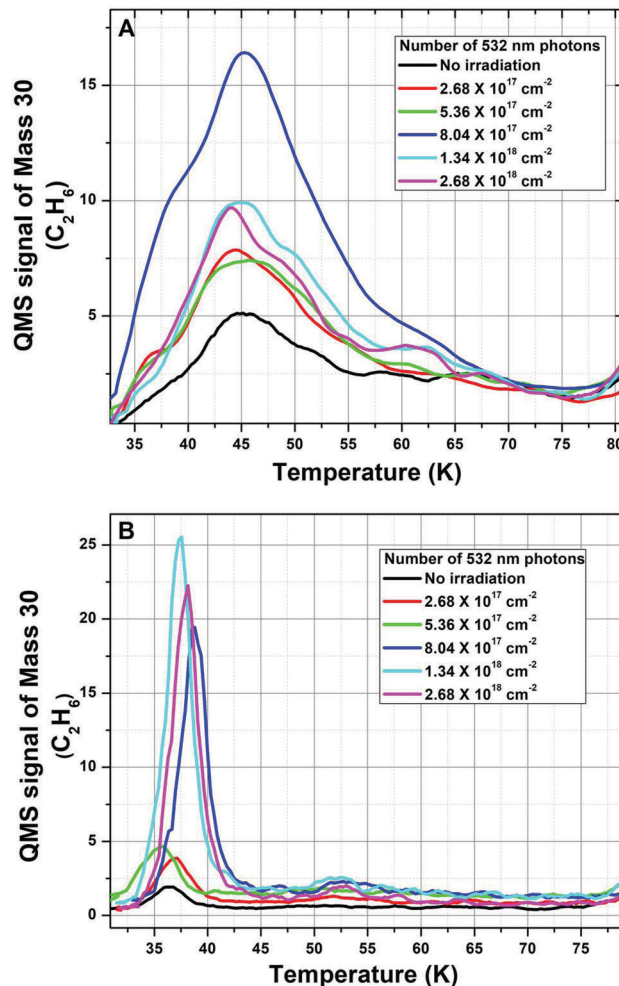 A
Number of 532 nm photons
No irradiation
2.68 X 10¹⁷ cm⁻²
5.36 X 10¹⁷ cm⁻²
8.04 X 10¹⁷ cm⁻²
1.34 X 10¹⁸ cm⁻²
2.68 X 10¹⁸ cm⁻²
QMS signal of Mass 30
(C₂H₆)
15
10
5
35 40 45 50 55 60 65 70 75 80
Temperature (K)
B
Number of 532 nm photons
No irradiation
2.68 X 10¹⁷ cm⁻²
5.36 X 10¹⁷ cm⁻²
8.04 X 10¹⁷ cm⁻²
1.34 X 10¹⁸ cm⁻²
2.68 X 10¹⁸ cm⁻²
QMS signal of Mass 30
(C₂H₆)
25
20
15
10
5
0
35 40 45 50 55 60 65 70 75
Temperature (K)